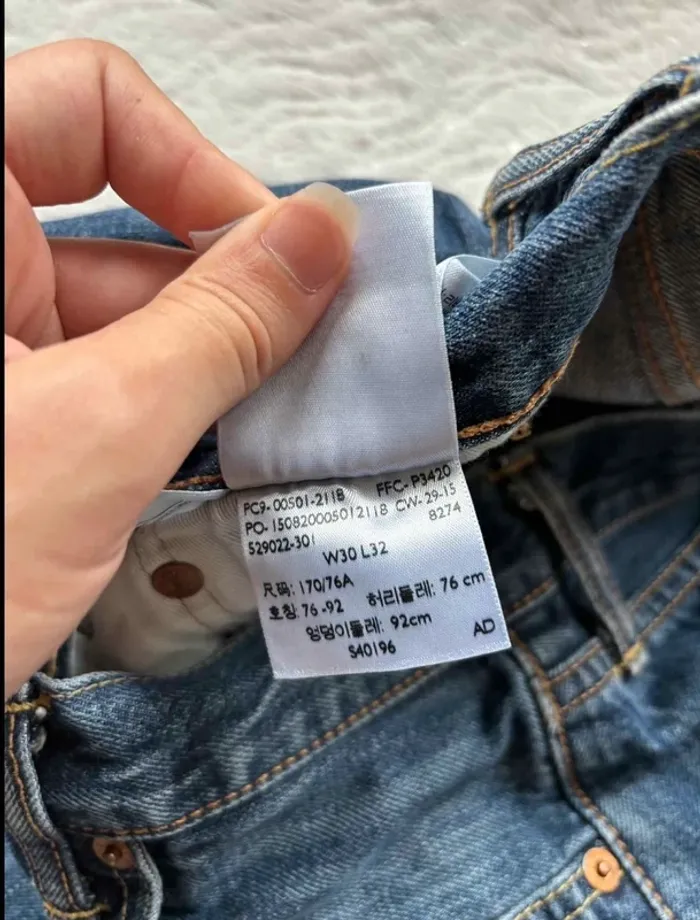 PC9- 00501-2118 FFC- P3420
PO- 150820005012118 CW- 29-15
529022-301 8274
W30 L32
尺码: 170/76A
호칭: 76 -92 허리둘레: 76 cm
엉덩이둘레: 92cm
S40196 AD